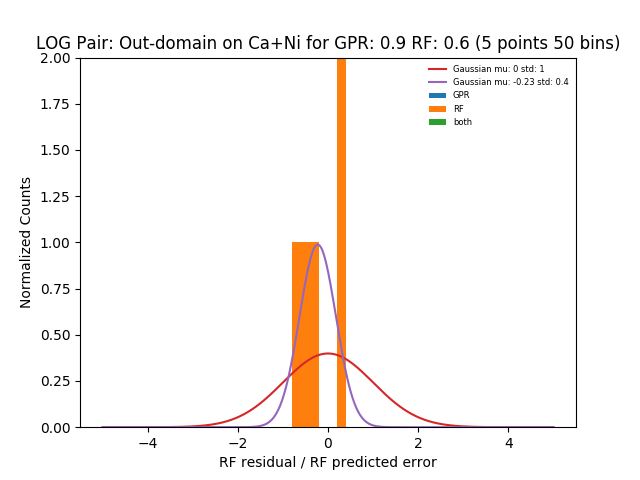 LOG Pair: Out-domain on Ca+Ni for GPR: 0.9 RF: 0.6 (5 points 50 bins)
Gaussian mu: 0 std: 1
Gaussian mu: -0.23 std: 0.4
GPR
RF
both
Normalized Counts
2.00
1.75
1.50
1.25
1.00
0.75
0.50
0.25
0.00
−4 −2 0 2 4
RF residual / RF predicted error